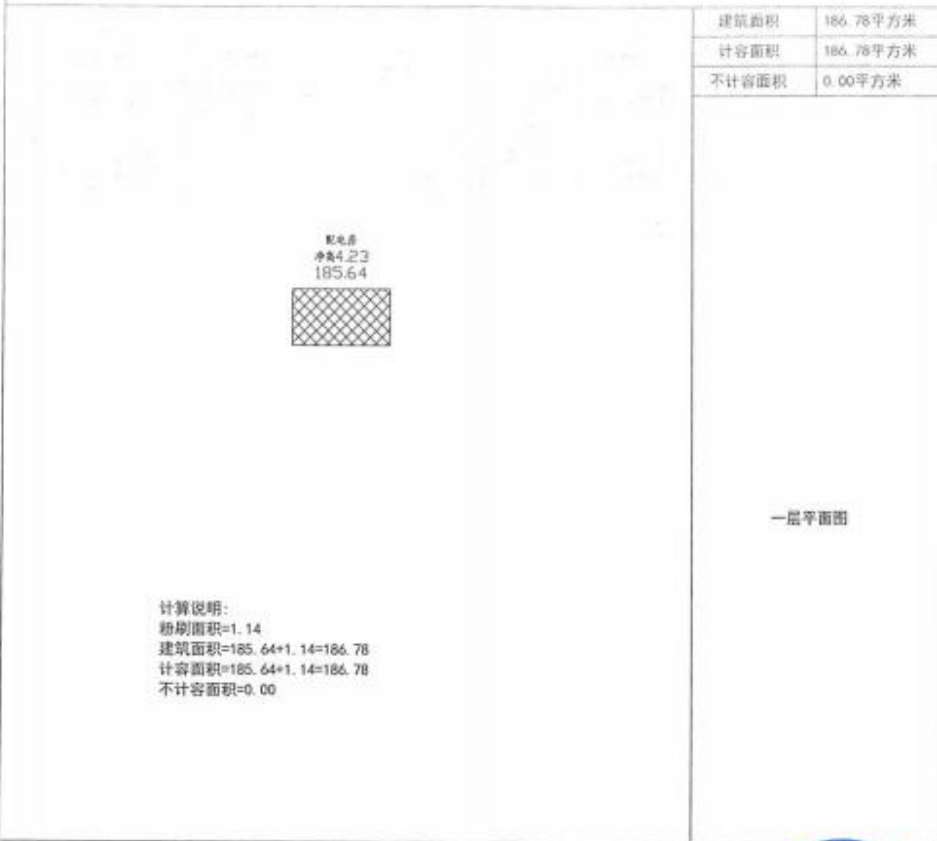 建筑面积 186.78平方米
计容面积 186.78平方米
不计容面积 0.00平方米
配电房
净高4.23
185.64
一层平面图
计算说明:
粉刷面积=1.14
建筑面积=185.64+1.14=186.78
计容面积=185.64+1.14=186.78
不计容面积=0.00